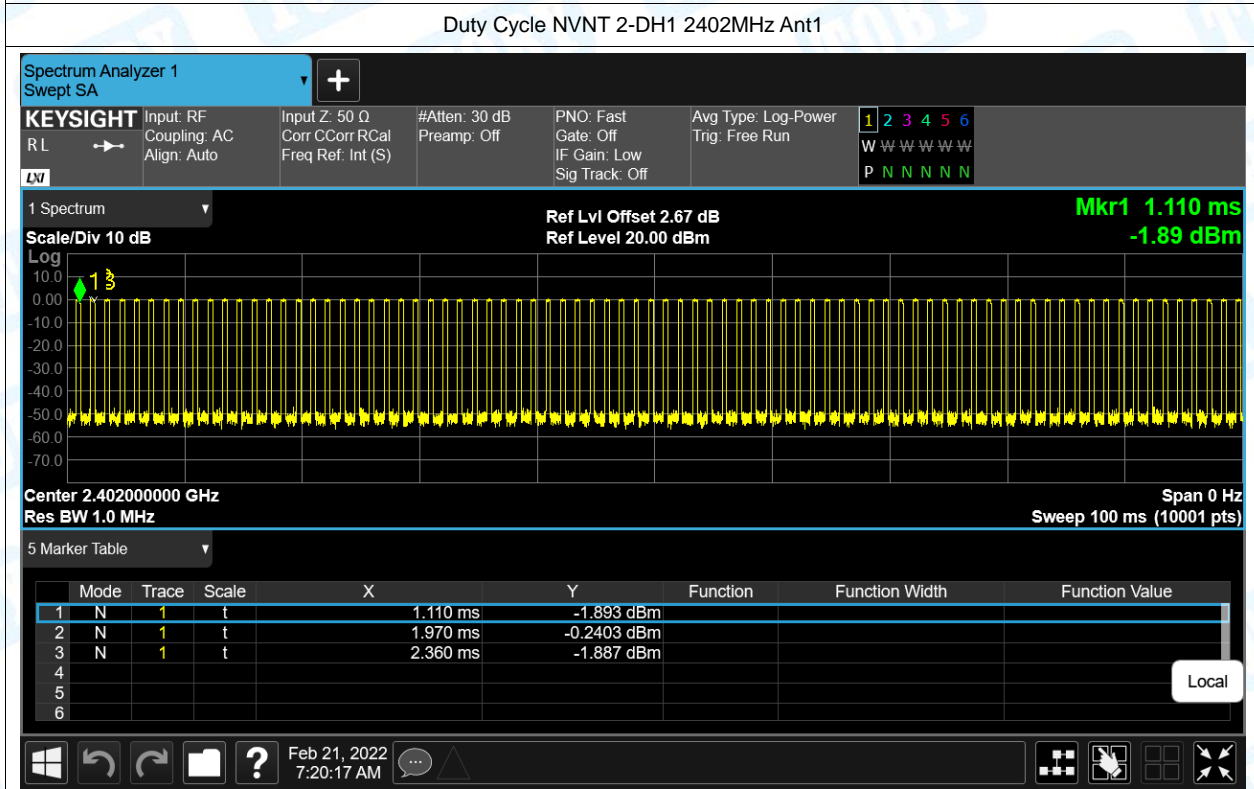 Duty Cycle NVNT 2-DH1 2402MHz Ant1
Spectrum Analyzer 1
Swept SA
+
KEYSIGHT
RL
LXI
Input: RF
Coupling: AC
Align: Auto
Input Z: 50 Ω
Corr CCorr RCal
Freq Ref: Int (S)
#Atten: 30 dB
Preamp: Off
PNO: Fast
Gate: Off
IF Gain: Low
Sig Track: Off
Avg Type: Log-Power
Trig: Free Run
1 2 3 4 5 6
W W W W W W
P N N N N N
1 Spectrum
Scale/Div 10 dB
Ref Lvl Offset 2.67 dB
Ref Level 20.00 dBm
Mkr1 1.110 ms
-1.89 dBm
Log
10.0
0.00
-10.0
-20.0
-30.0
-40.0
-50.0
-60.0
-70.0
1 3
Center 2.402000000 GHz
Res BW 1.0 MHz
Span 0 Hz
Sweep 100 ms (10001 pts)
5 Marker Table
Mode Trace Scale X Y Function Function Width Function Value
1 N 1 t 1.110 ms -1.893 dBm
2 N 1 t 1.970 ms -0.2403 dBm
3 N 1 t 2.360 ms -1.887 dBm
4
5
6
Local
?
Feb 21, 2022
7:20:17 AM